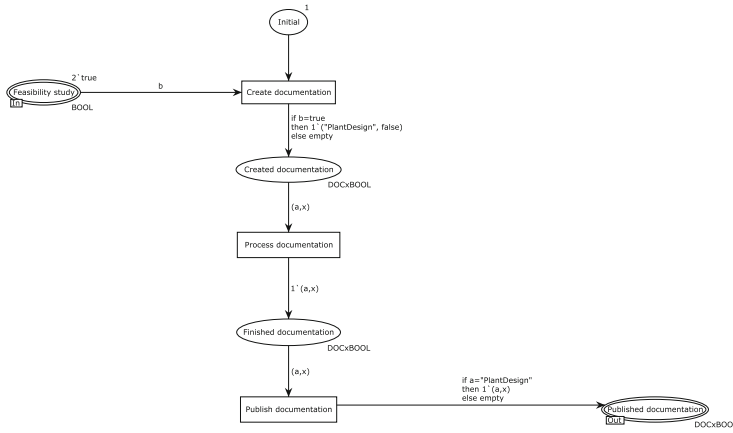 1
Initial
2`true
Feasibility study
In
BOOL
b
Create documentation
if b=true
then 1`("PlantDesign", false)
else empty
Created documentation
DOCxBOOL
(a,x)
Process documentation
1`(a,x)
Finished documentation
DOCxBOOL
(a,x)
if a="PlantDesign"
then 1`(a,x)
else empty
Publish documentation
Published documentation
Out
DOCxBOO